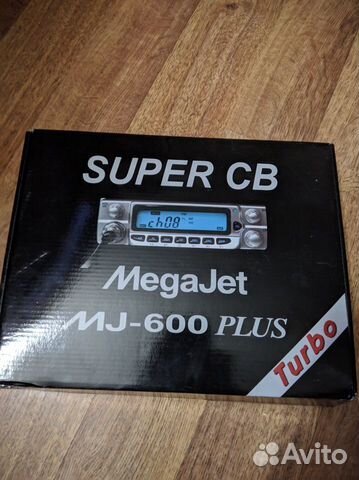 SUPER CB
ch08
MegaJet
MJ-600 PLUS
Turbo
Avito